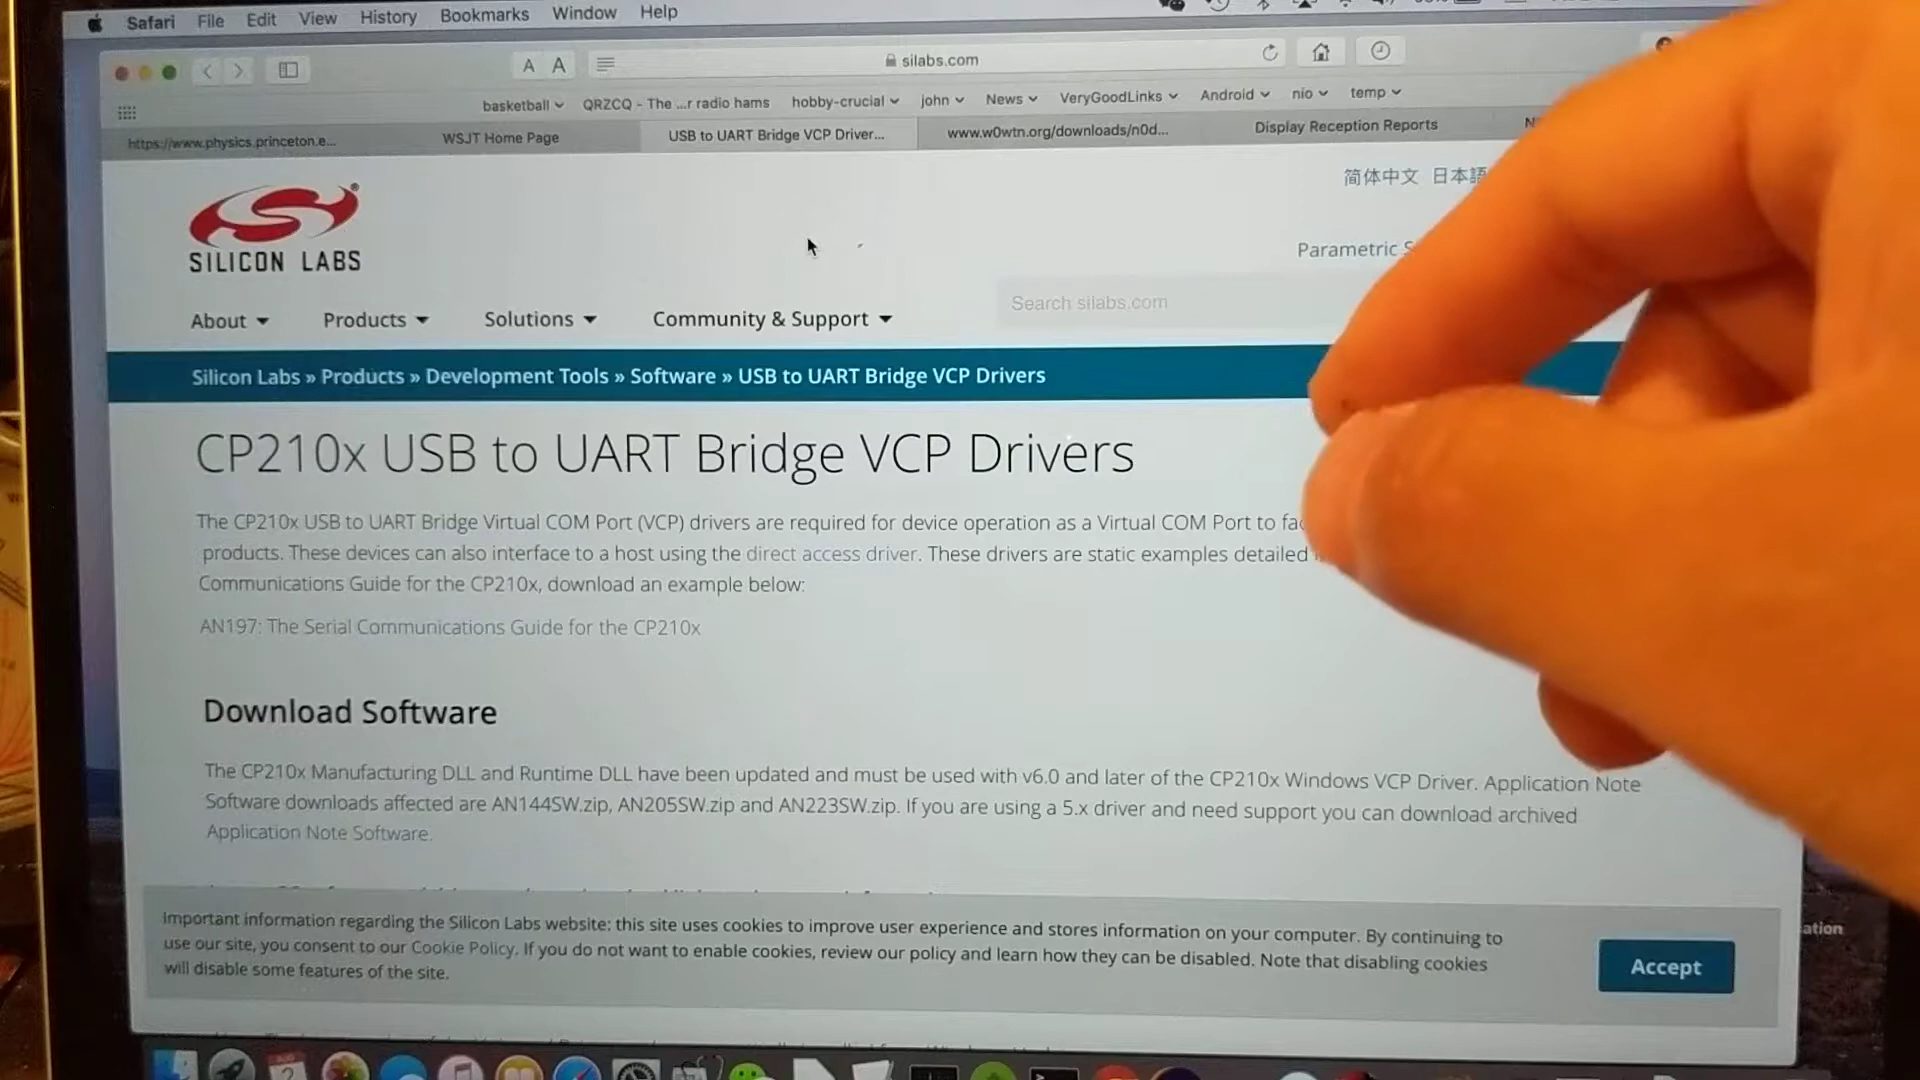 Safari File Edit View History Bookmarks Window Help
A A silabs.com
basketball QRZCQ - The ...r radio hams hobby-crucial john News VeryGoodLinks Android nio temp
https://www.physics.princeton.e... WSJT Home Page USB to UART Bridge VCP Driver... www.w0wtn.org/downloads/n0d... Display Reception Reports
简体中文 日本語
SILICON LABS
Parametric
Search silabs.com
About Products Solutions Community & Support
Silicon Labs » Products » Development Tools » Software » USB to UART Bridge VCP Drivers
CP210x USB to UART Bridge VCP Drivers
The CP210x USB to UART Bridge Virtual COM Port (VCP) drivers are required for device operation as a Virtual COM Port to
products. These devices can also interface to a host using the direct access driver. These drivers are static examples detailed
Communications Guide for the CP210x, download an example below:
AN197: The Serial Communications Guide for the CP210x
Download Software
The CP210x Manufacturing DLL and Runtime DLL have been updated and must be used with v6.0 and later of the CP210x Windows VCP Driver. Application Note
Software downloads affected are AN144SW.zip, AN205SW.zip and AN223SW.zip. If you are using a 5.x driver and need support you can download archived
Application Note Software.
Important information regarding the Silicon Labs website: this site uses cookies to improve user experience and stores information on your computer. By continuing to
use our site, you consent to our Cookie Policy. If you do not want to enable cookies, review our policy and learn how they can be disabled. Note that disabling cookies
will disable some features of the site.
Accept